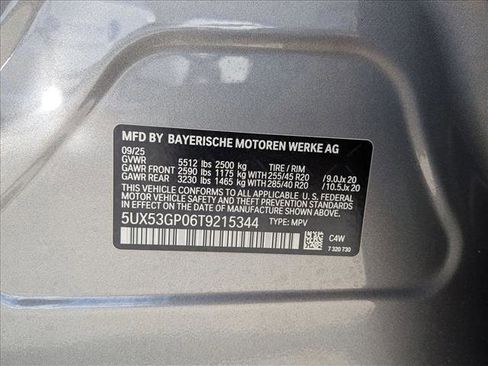 MFD BY BAYERISCHE MOTOREN WERKE AG
09/25
GVWR 5512 lbs 2500 kg TIRE / RIM
GAWR FRONT 2590 lbs 1175 kg with 255/45 R20 /9.0Jx 20
GAWR REAR 3230 lbs 1465 kg with 285/40 R20 /10.5Jx 20
THIS VEHICLE CONFORMS TO ALL APPLICABLE U.S. FEDERAL
MOTOR VEHICLE SAFETY STANDARDS IN EFFECT ON THE
DATE OF MANUFACTURE SHOWN ABOVE.
5UX53GP06T9215344 TYPE: MPV
C4W
7 320 730